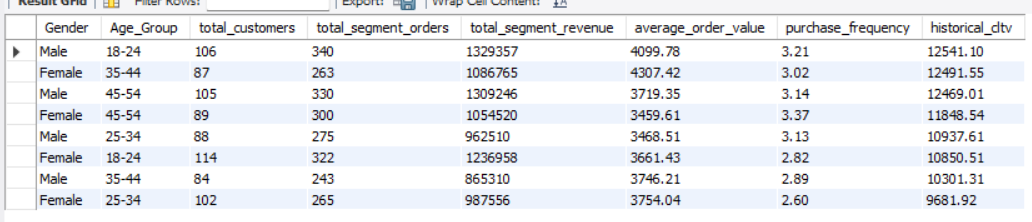 Result Grid Filter Rows: Export: Wrap Cell Content:
Gender Age_Group total_customers total_segment_orders total_segment_revenue average_order_value purchase_frequency historical_cltv
Male 18-24 106 340 1329357 4099.78 3.21 12541.10
Female 35-44 87 263 1086765 4307.42 3.02 12491.55
Male 45-54 105 330 1309246 3719.35 3.14 12469.01
Female 45-54 89 300 1054520 3459.61 3.37 11848.54
Male 25-34 88 275 962510 3468.51 3.13 10937.61
Female 18-24 114 322 1236958 3661.43 2.82 10850.51
Male 35-44 84 243 865310 3746.21 2.89 10301.31
Female 25-34 102 265 987556 3754.04 2.60 9681.92